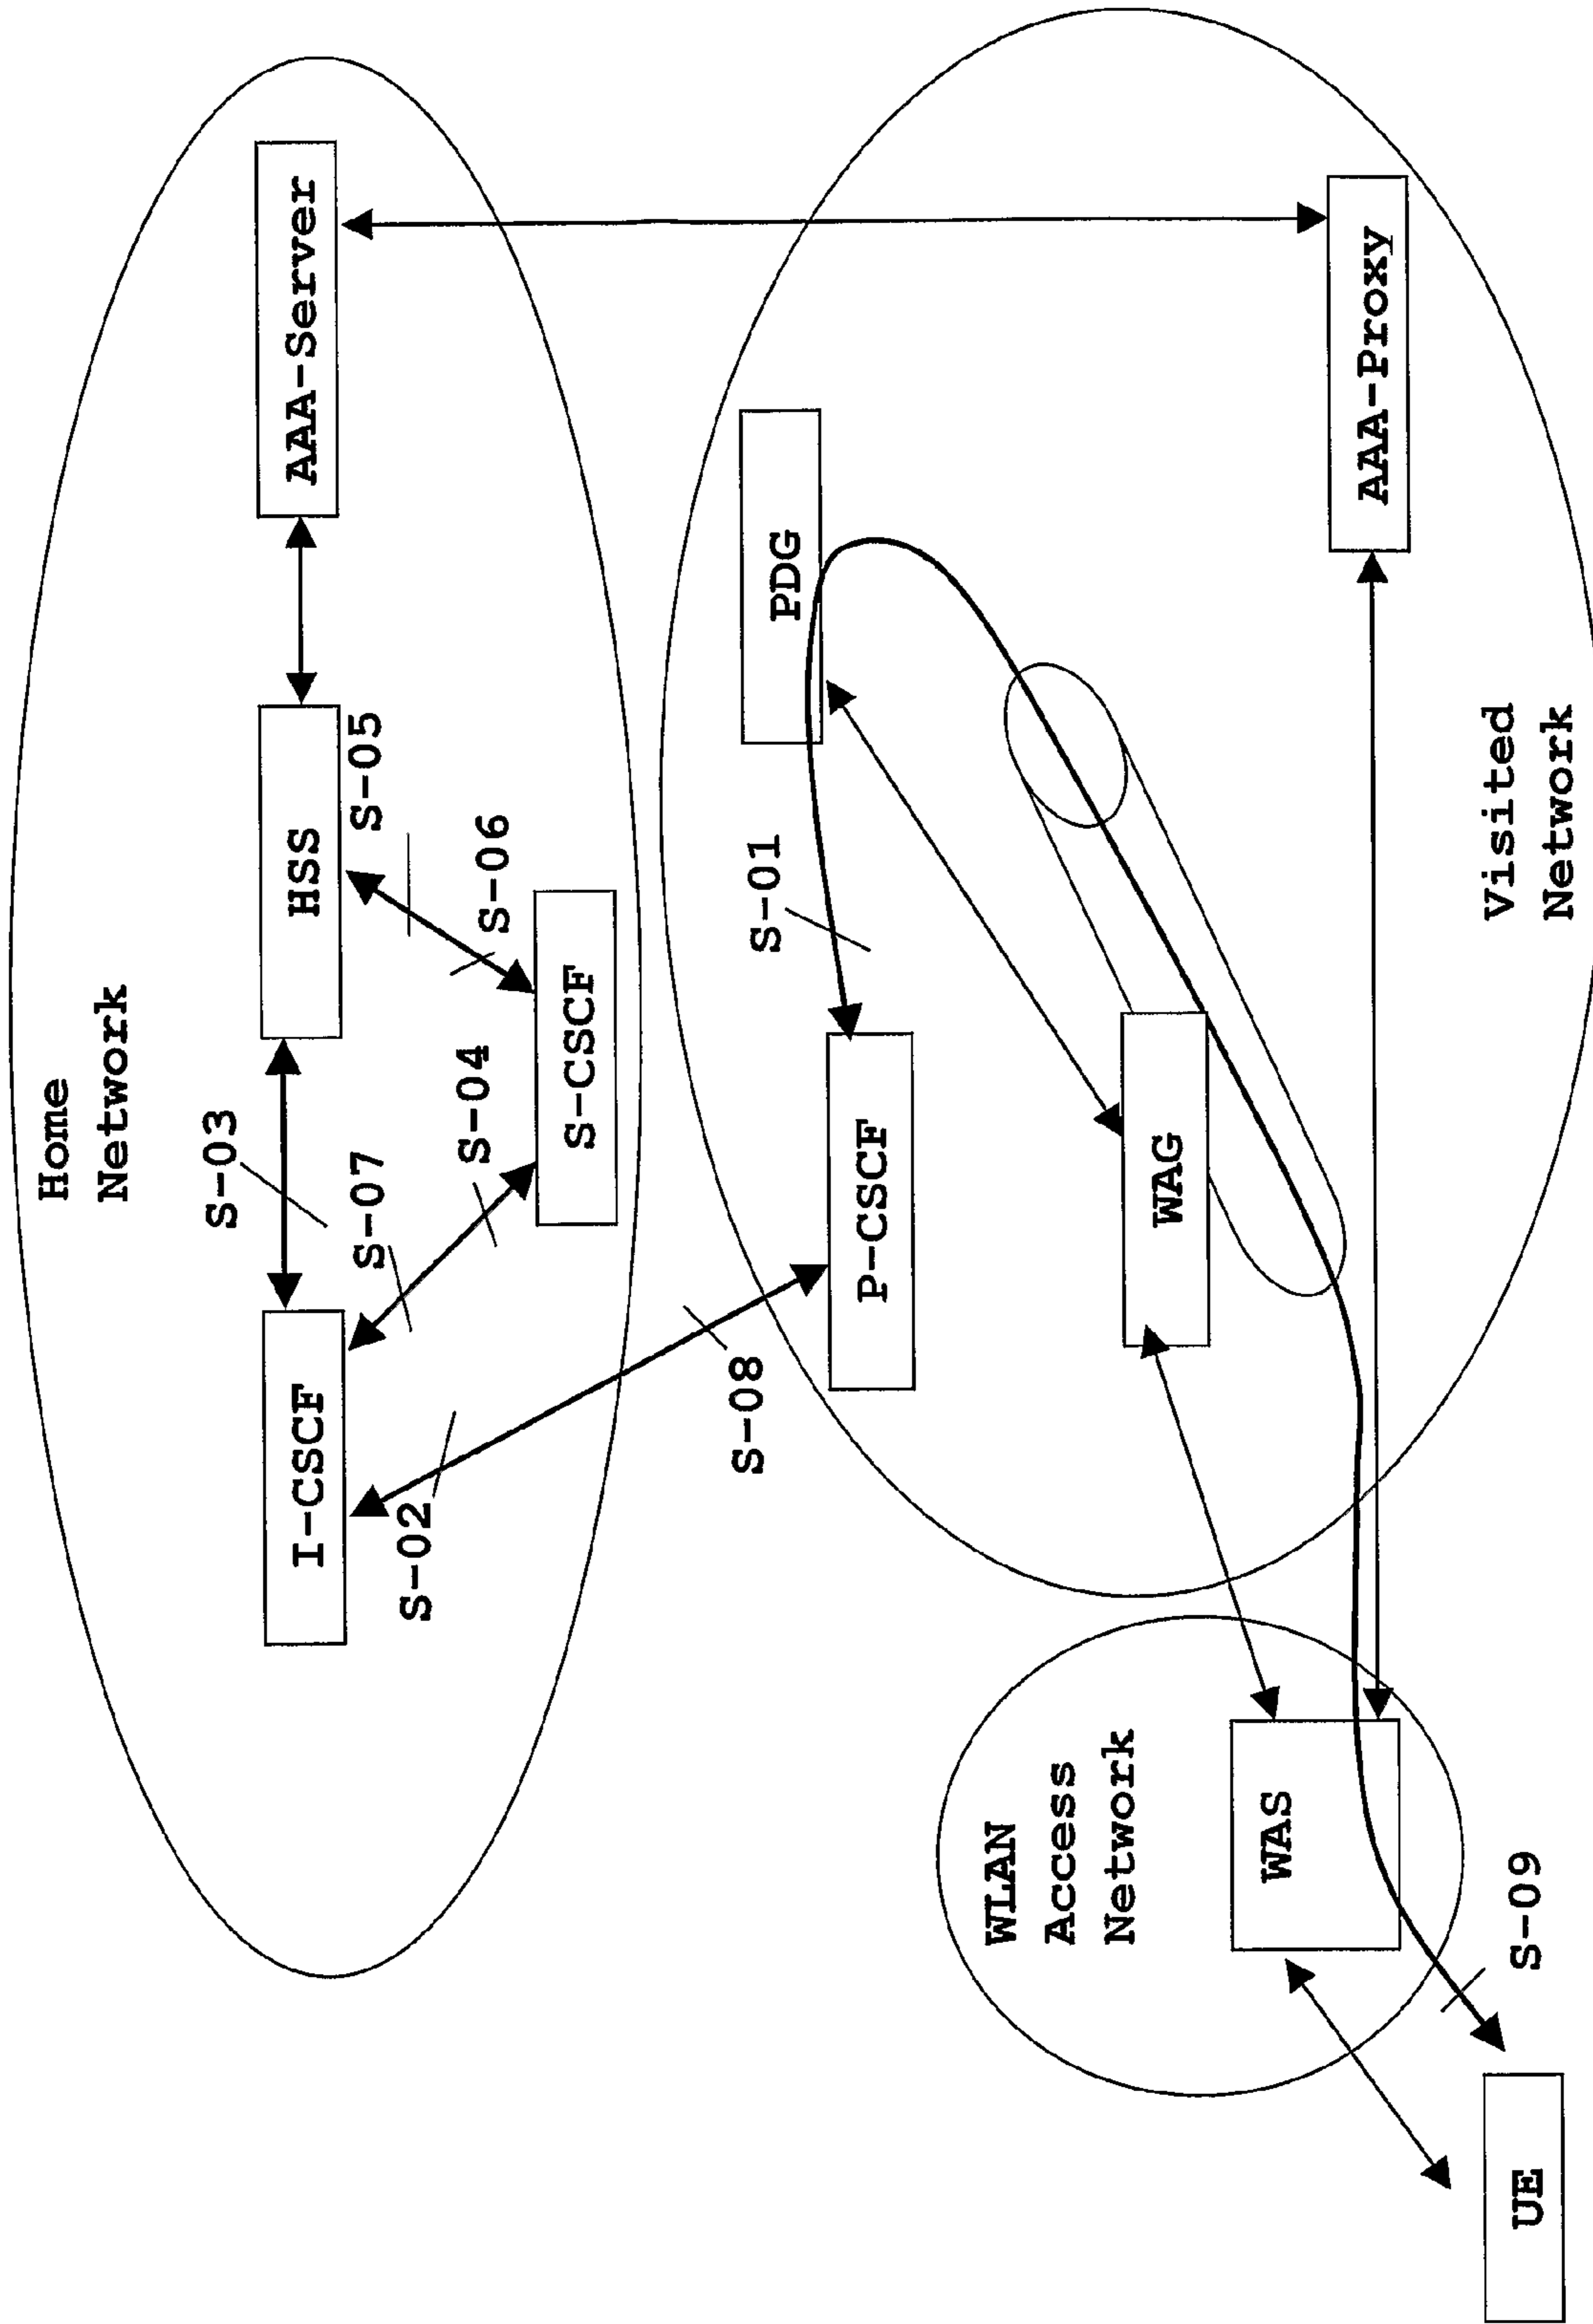 Home
Network
S-03
I-CSCF
HSS
AAA-Server
S-07
S-05
S-02
S-04
S-06
S-CSCF
S-08
S-01
PDG
P-CSCF
WLAN
Access
Network
WAG
WAS
AAA-Proxy
Visited
Network
S-09
UE